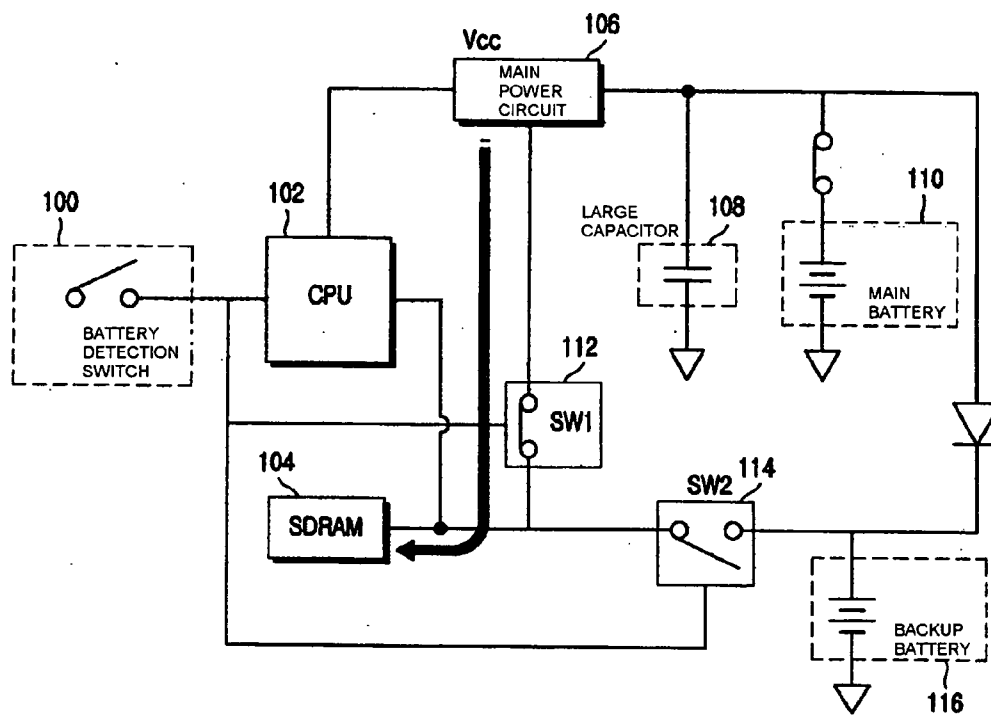 106
Vcc
MAIN
POWER
CIRCUIT
100
102
LARGE
CAPACITOR
108
110
CPU
BATTERY
DETECTION
SWITCH
MAIN
BATTERY
112
SW1
104
SDRAM
SW2
114
BACKUP
BATTERY
116